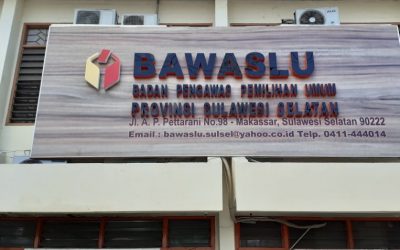 BAWASLU
BADAN PENGAWAS PEMILIHAN UMUM
PROVINSI SULAWESI SELATAN
Jl. A. P. Pettarani No.98 - Makassar, Sulawesi Selatan 90222
Email : bawaslu.sulsel@yahoo.co.id Telp. 0411-444014